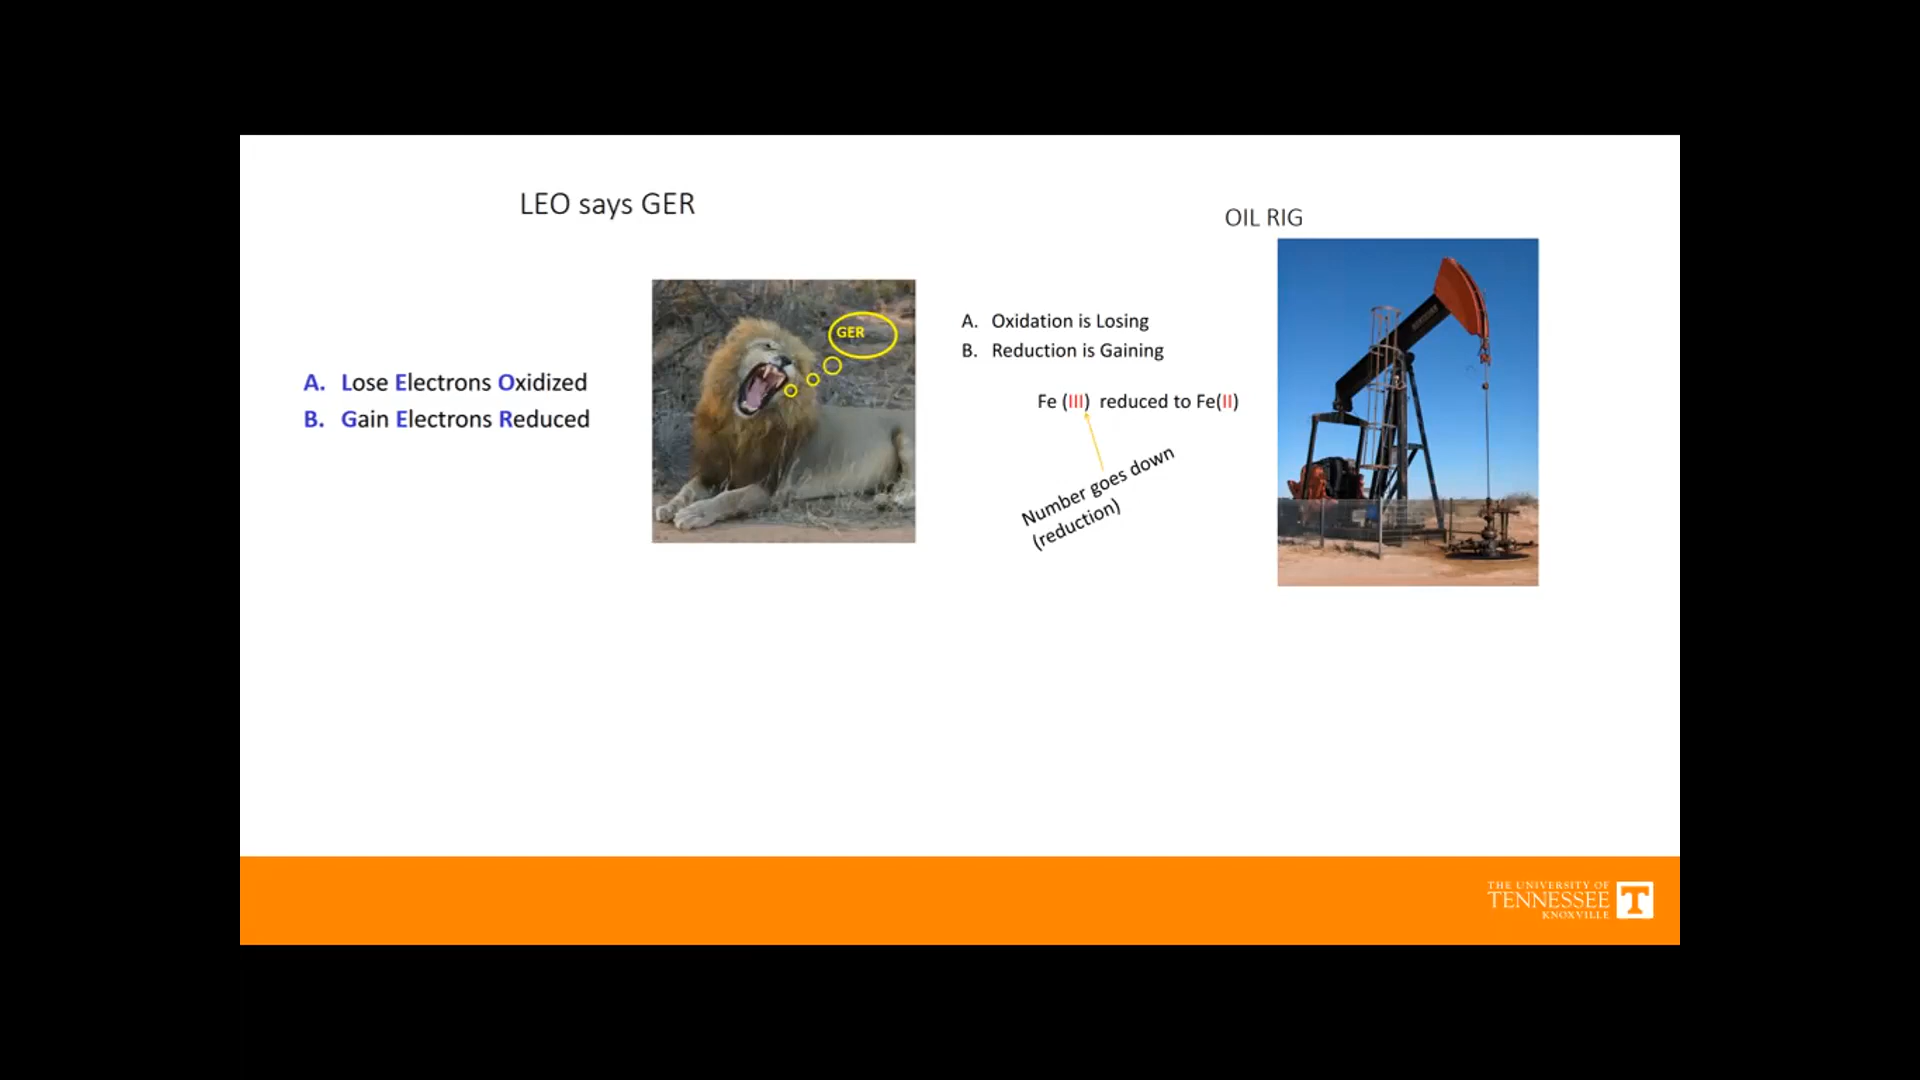 LEO says GER
A. Lose Electrons Oxidized
B. Gain Electrons Reduced
GER
OIL RIG
A. Oxidation is Losing
B. Reduction is Gaining
Fe (III) reduced to Fe(II)
Number goes down
(reduction)
THE UNIVERSITY OF
TENNESSEE
KNOXVILLE
T